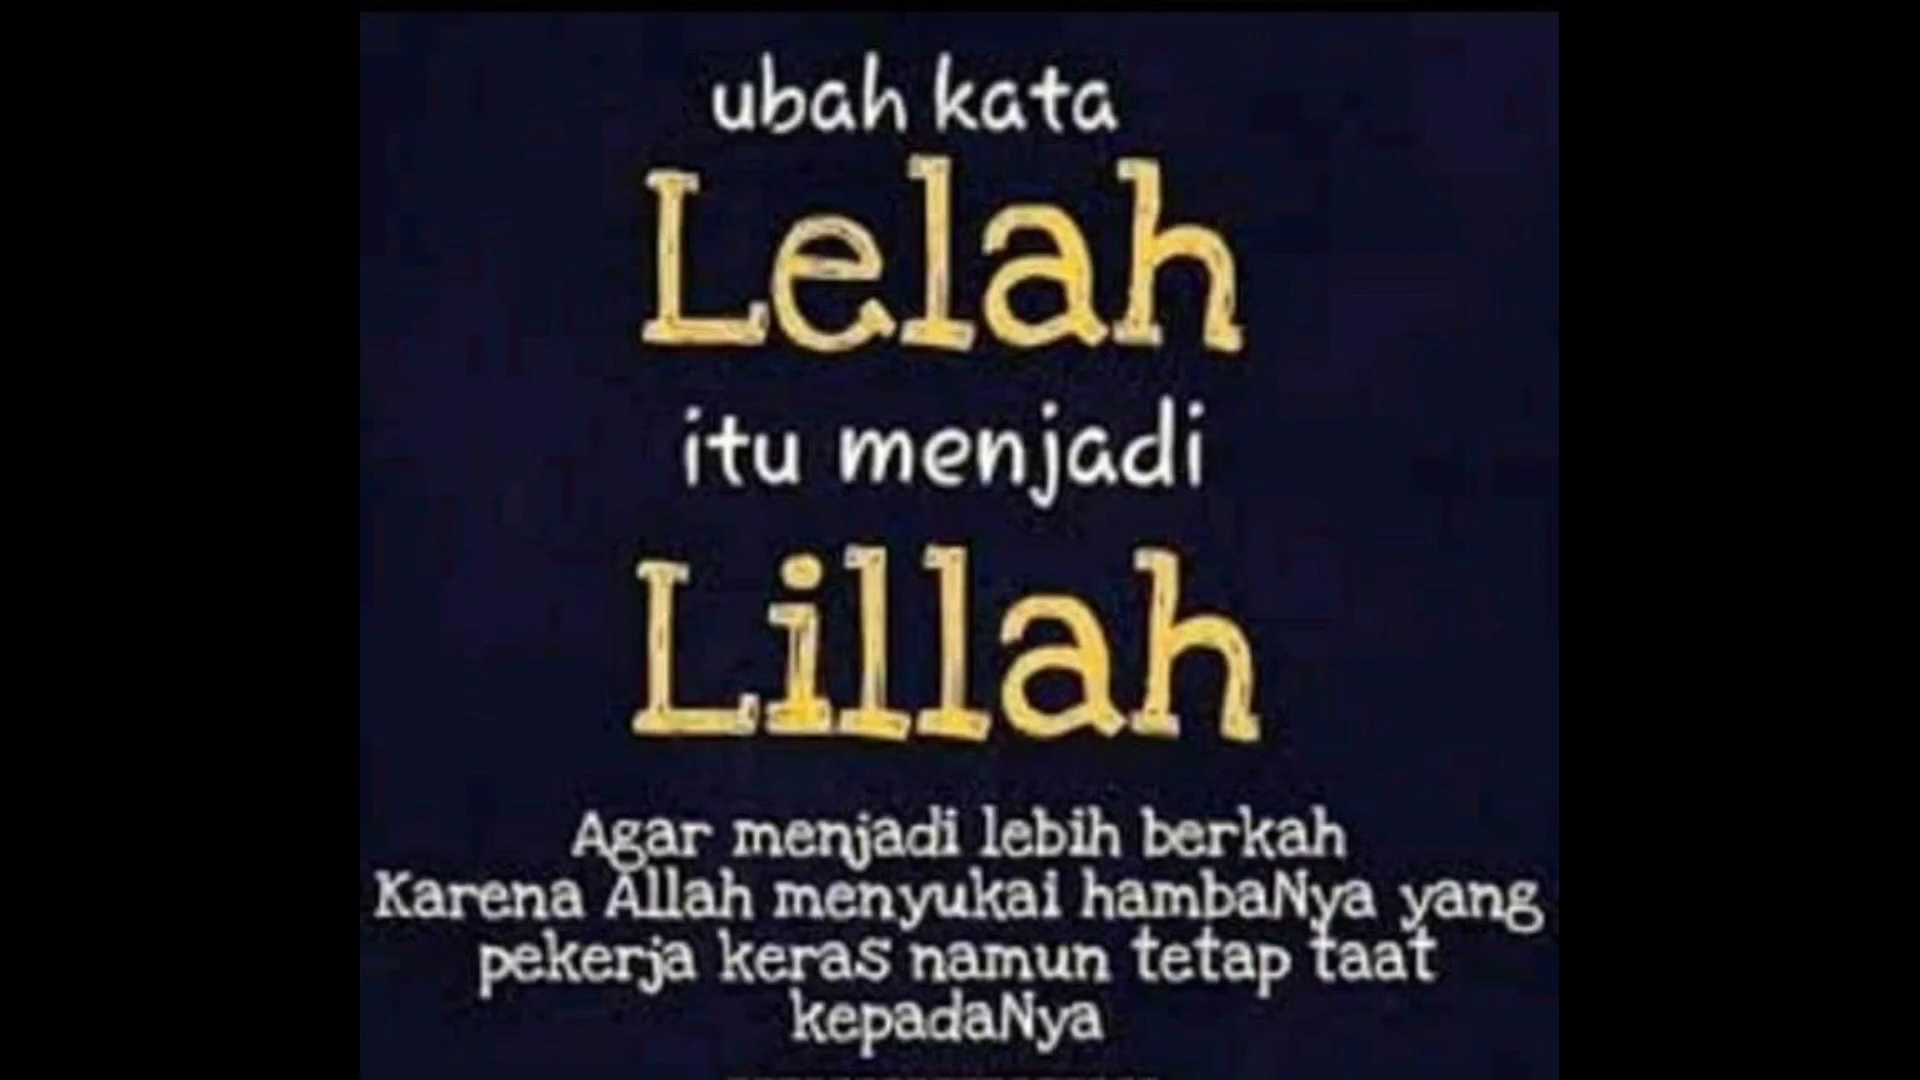 ubah kata
Lelah
itu menjadi
Lillah
Agar menjadi lebih berkah
Karena Allah menyukai hambaNya yang
pekerja keras namun tetap taat
kepadaNya